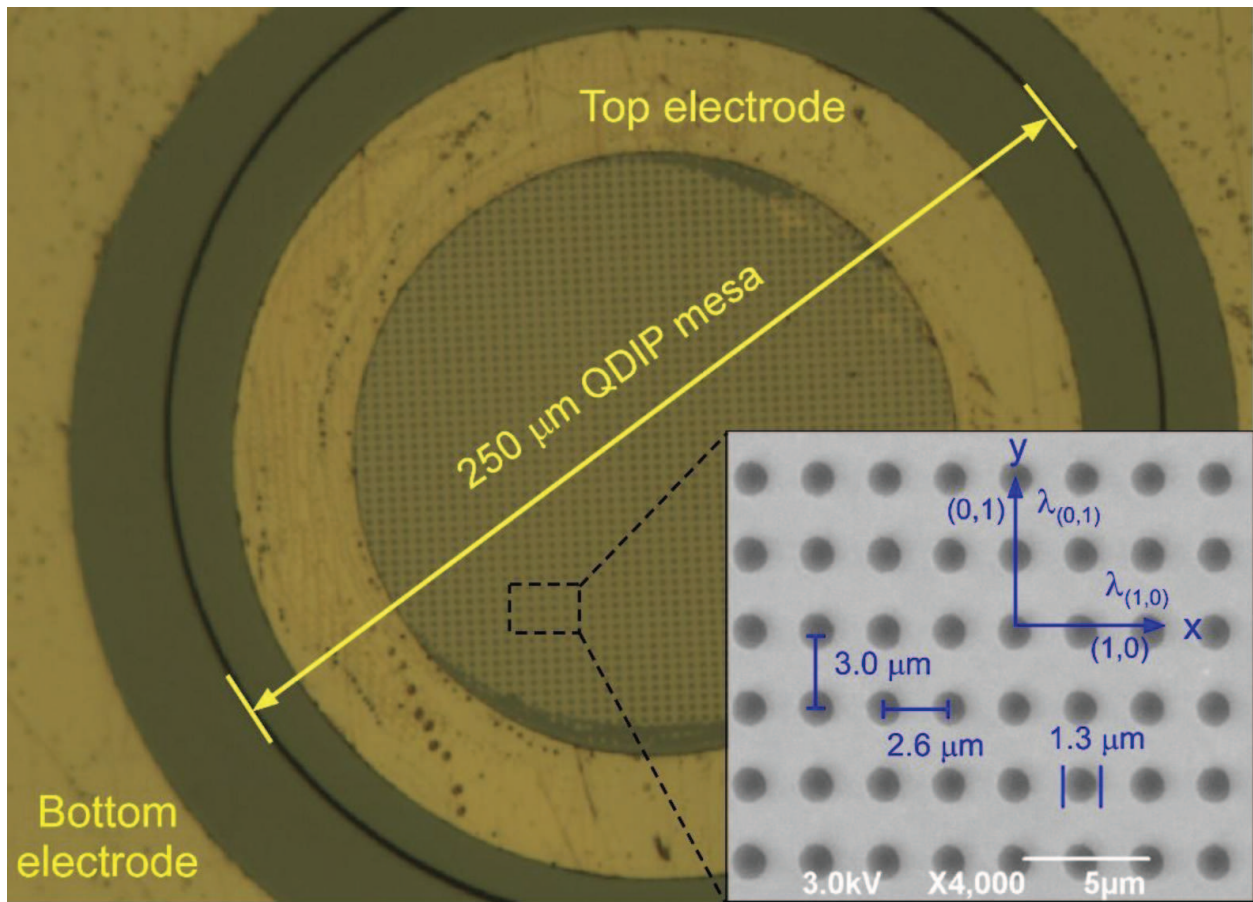 Top electrode
250 μm QDIP mesa
Bottom
electrode
y
(0,1) λ(0,1)
λ(1,0)
x
(1,0)
3.0 μm
2.6 μm
1.3 μm
3.0kV X4,000 5μm